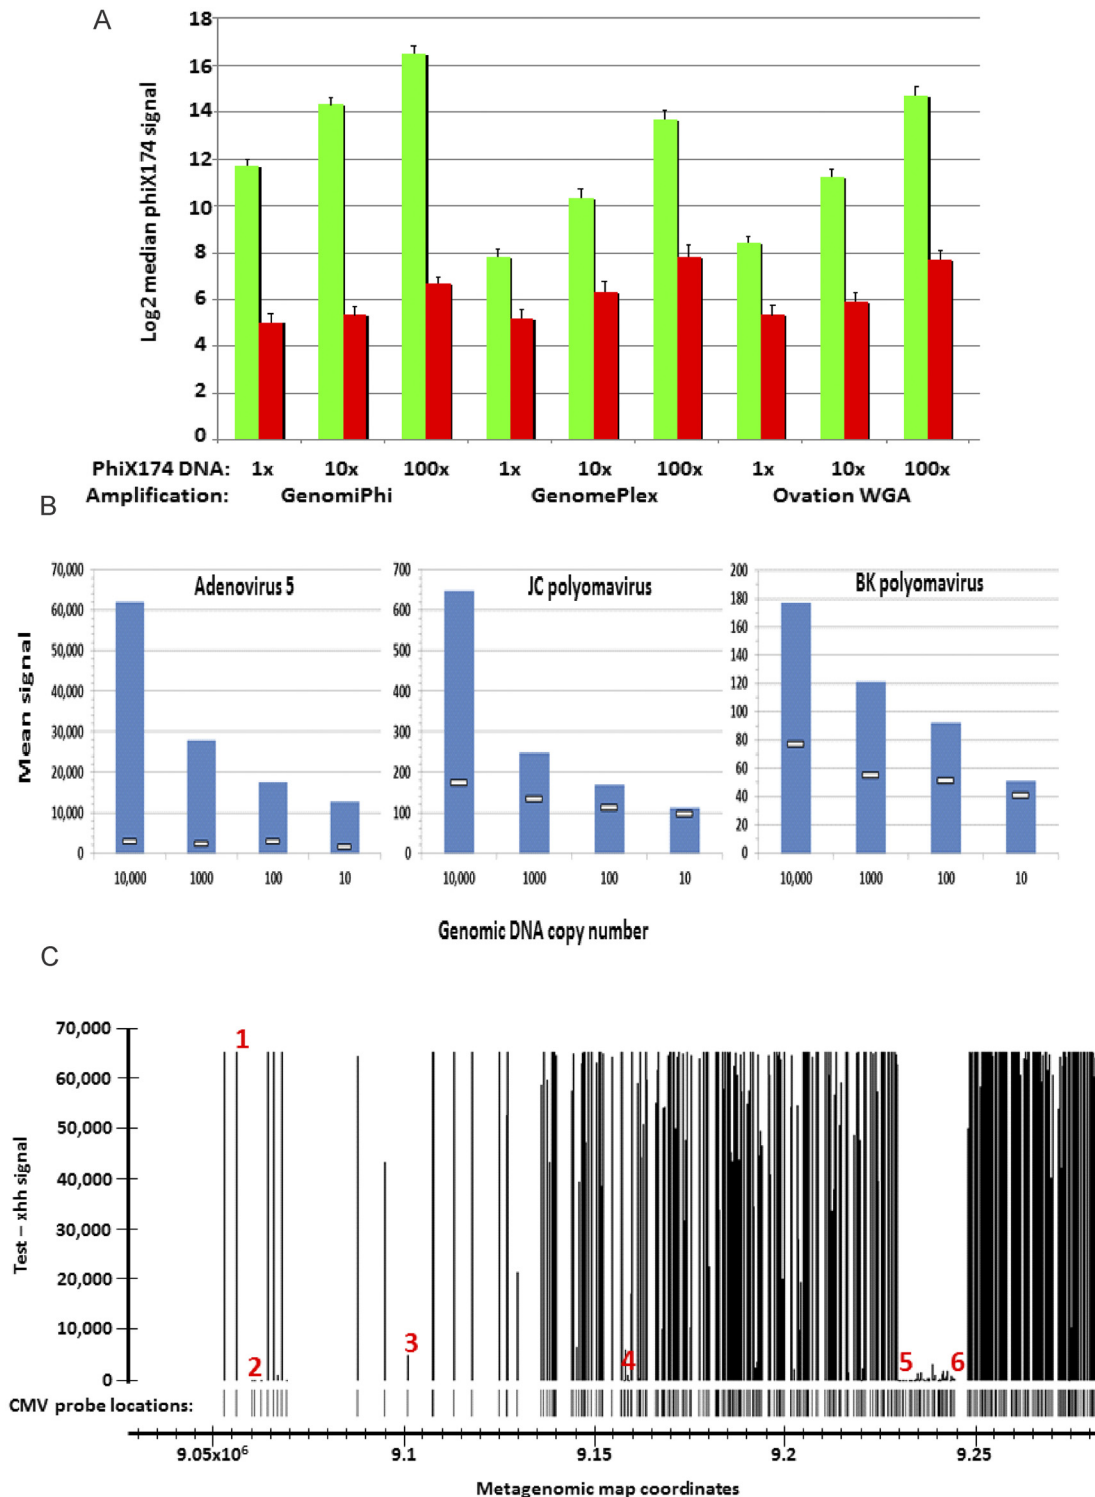 A
Log2 median phiX174 signal
18
16
14
12
10
8
6
4
2
0
PhiX174 DNA: 1x 10x 100x 1x 10x 100x 1x 10x 100x
Amplification: GenomiPhi GenomePlex Ovation WGA
B
Mean signal
Adenovirus 5
70,000
60,000
50,000
40,000
30,000
20,000
10,000
0
10,000 1000 100 10
JC polyomavirus
700
600
500
400
300
200
100
0
10,000 1000 100 10
BK polyomavirus
200
180
160
140
120
100
80
60
40
20
0
10,000 1000 100 10
Genomic DNA copy number
C
Test – xhh signal
70,000
60,000
50,000
40,000
30,000
20,000
10,000
0
1
2
3
4
5
6
CMV probe locations:
9.05x10⁶ 9.1 9.15 9.2 9.25
Metagenomic map coordinates